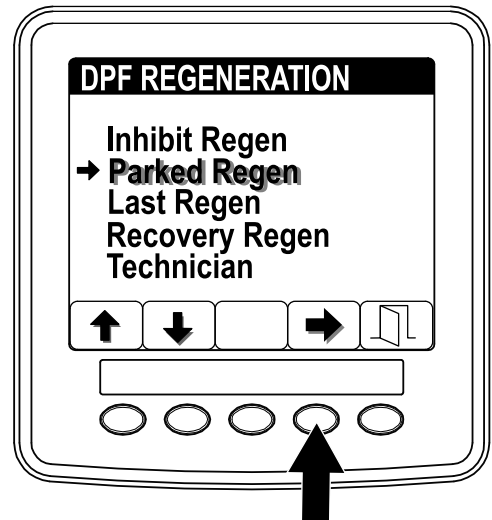 DPF REGENERATION
Inhibit Regen
Parked Regen
Last Regen
Recovery Regen
Technician